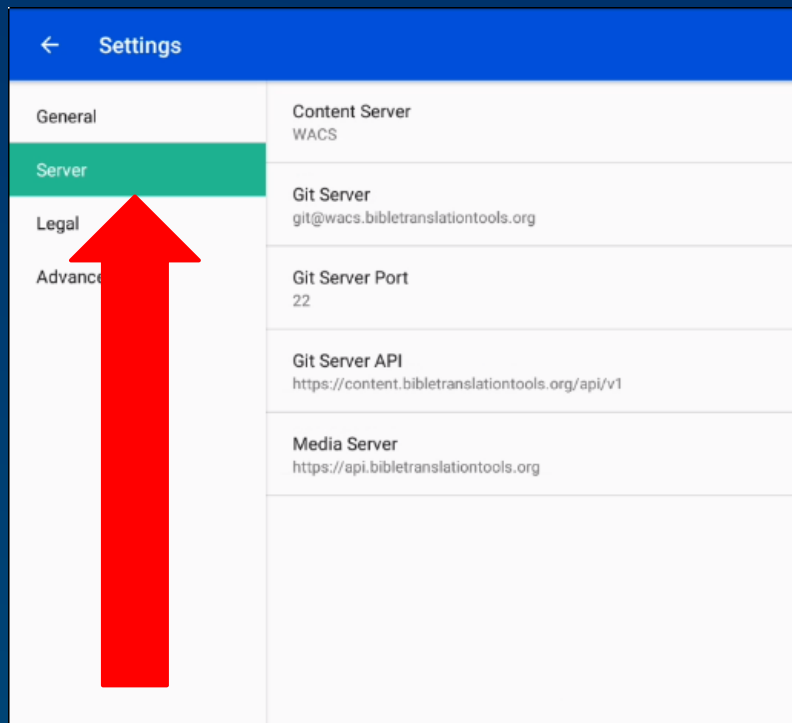 Settings
General
Server
Legal
Advance
Content Server
WACS
Git Server
git@wacs.bibletranslationtools.org
Git Server Port
22
Git Server API
https://content.bibletranslationtools.org/api/v1
Media Server
https://api.bibletranslationtools.org